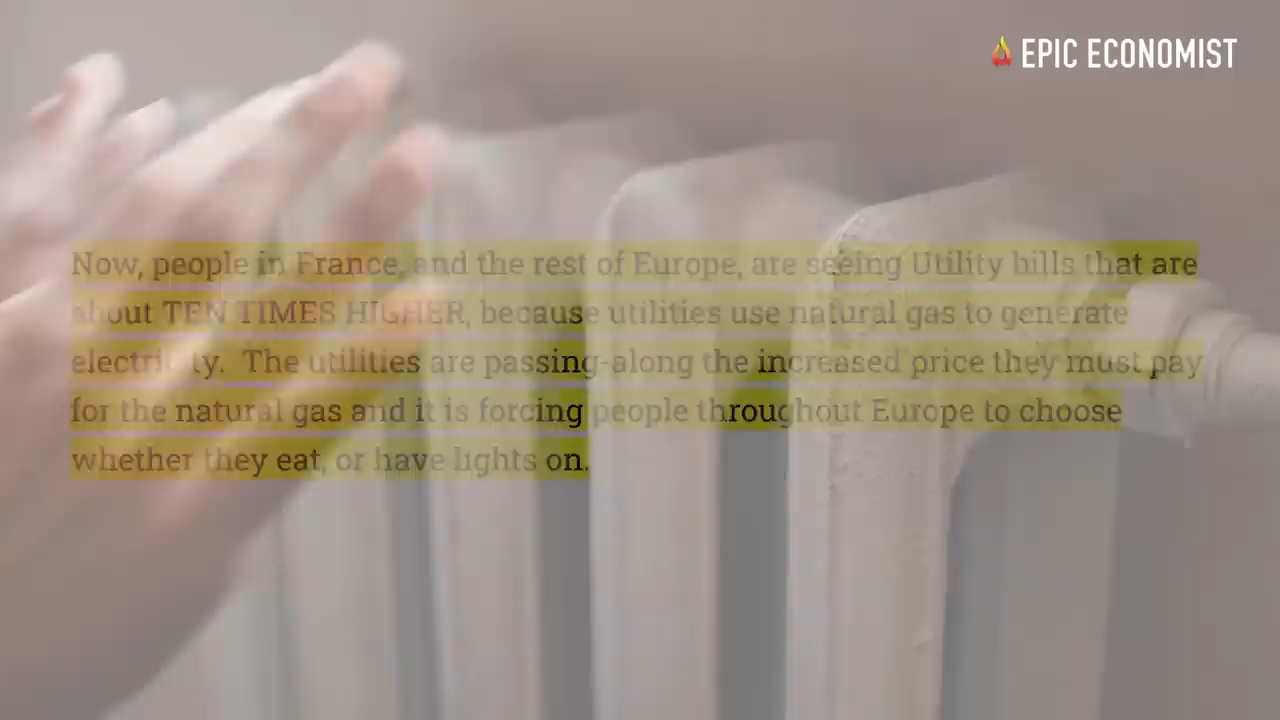 EPIC ECONOMIST
Now, people in France, and the rest of Europe, are seeing Utility bills that are
about TEN TIMES HIGHER, because utilities use natural gas to generate
electricity. The utilities are passing-along the increased price they must pay
for the natural gas and it is forcing people throughout Europe to choose
whether they eat, or have lights on.